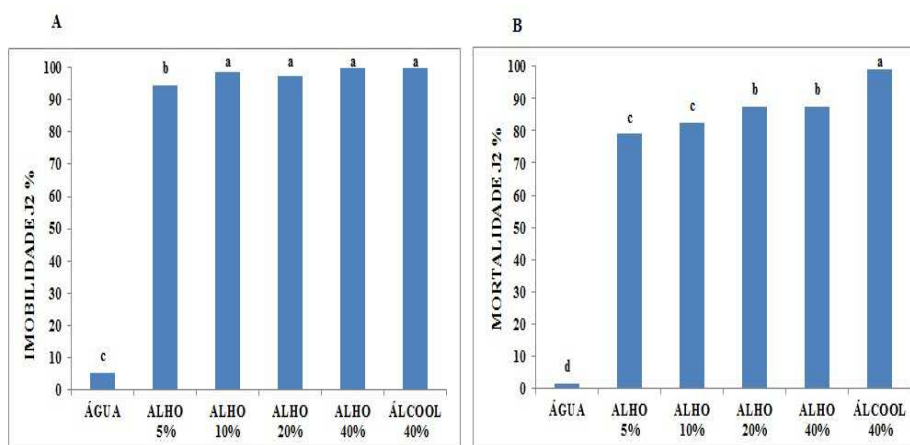 A
IMOBILIDADE J2 %
100
90
80
70
60
50
40
30
20
10
0
c
b
a
a
a
a
ÁGUA
ALHO
5%
ALHO
10%
ALHO
20%
ALHO
40%
ÁLCOOL
40%
B
MORTALIDADE J2 %
100
90
80
70
60
50
40
30
20
10
0
d
c
c
b
b
a
ÁGUA
ALHO
5%
ALHO
10%
ALHO
20%
ALHO
40%
ÁLCOOL
40%